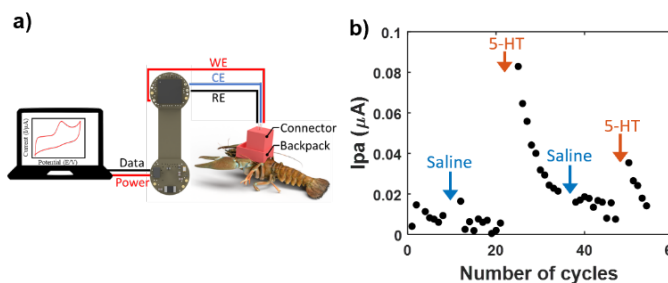 a)
WE
CE
RE
Connector
Backpack
Data
Power
Current (I/µA)
Potential (E/V)
b)
5-HT
Saline
Saline
5-HT
Ipa (µA)
0.1
0.08
0.06
0.04
0.02
0
0
20
40
Number of cycles